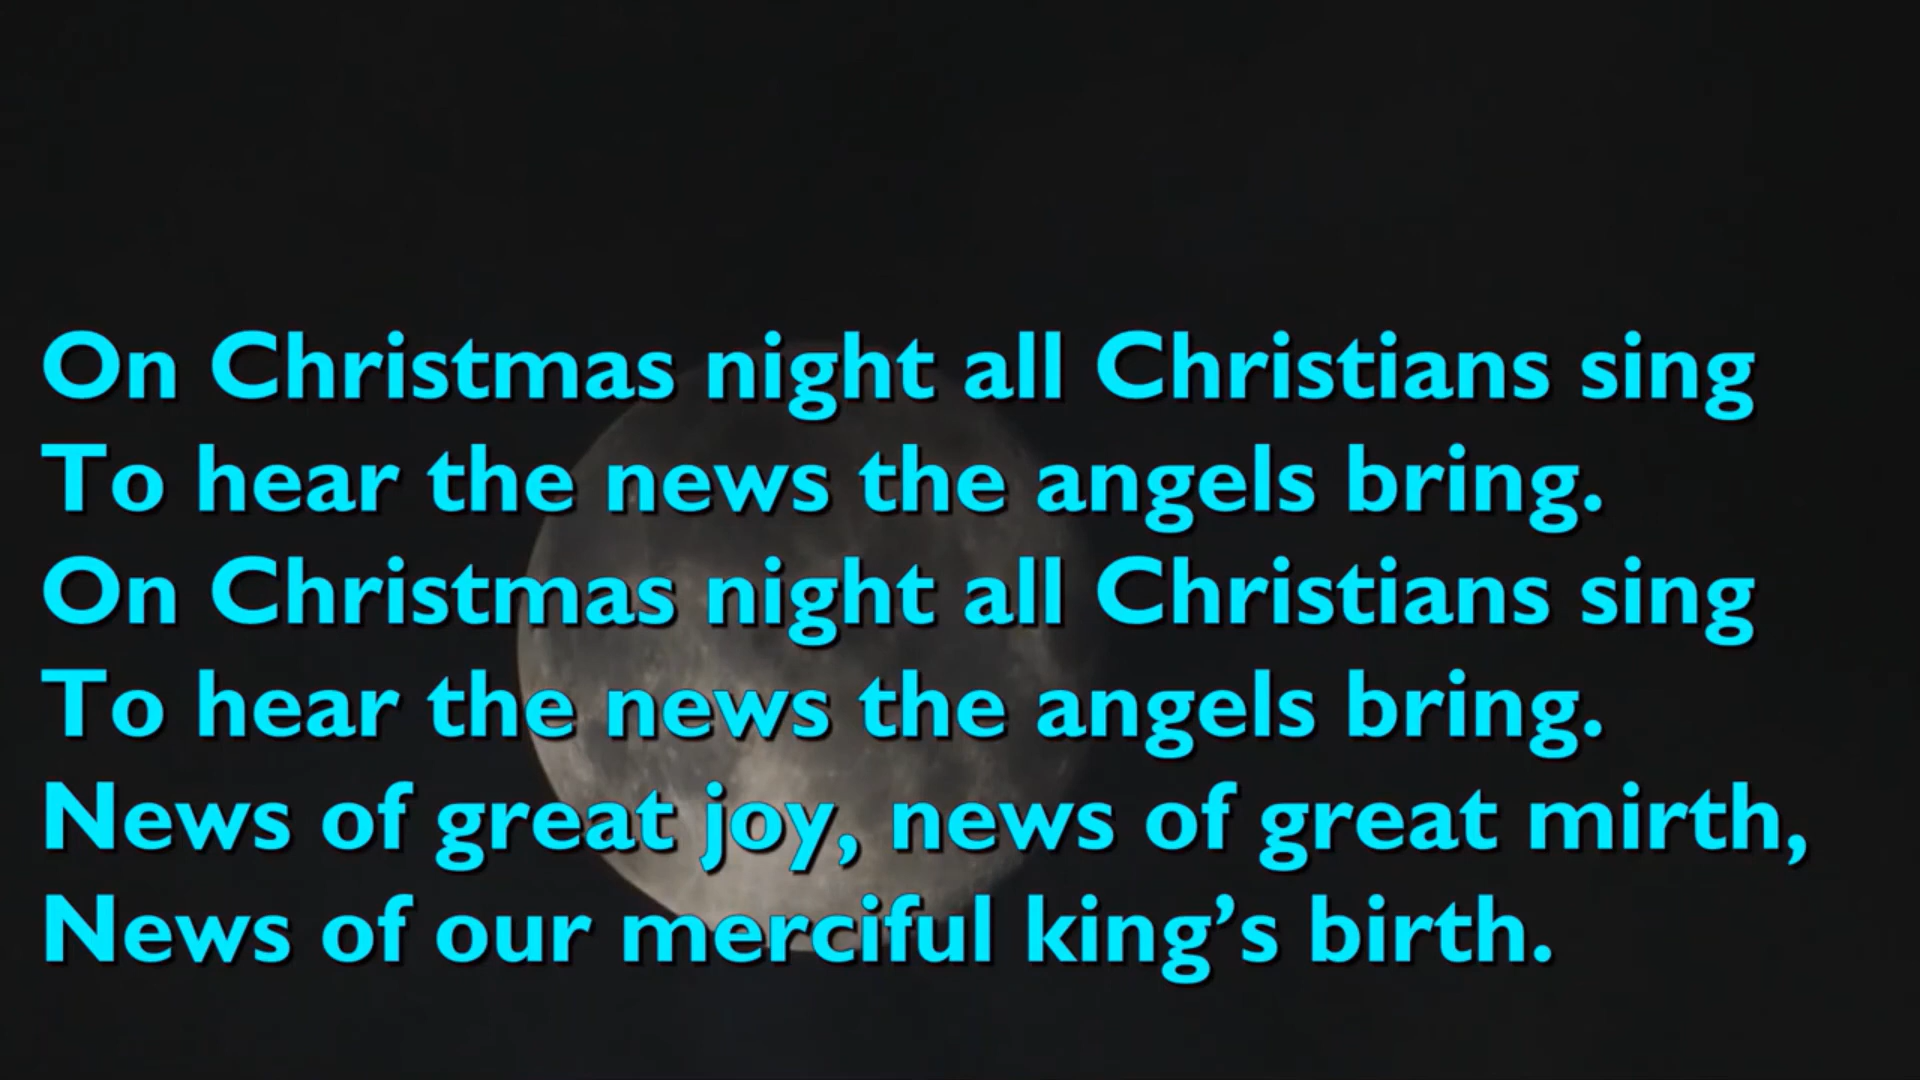 On Christmas night all Christians sing
To hear the news the angels bring.
On Christmas night all Christians sing
To hear the news the angels bring.
News of great joy, news of great mirth,
News of our merciful king’s birth.